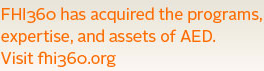 FHI360 has acquired the programs,
expertise, and assets of AED.
Visit fhi360.org